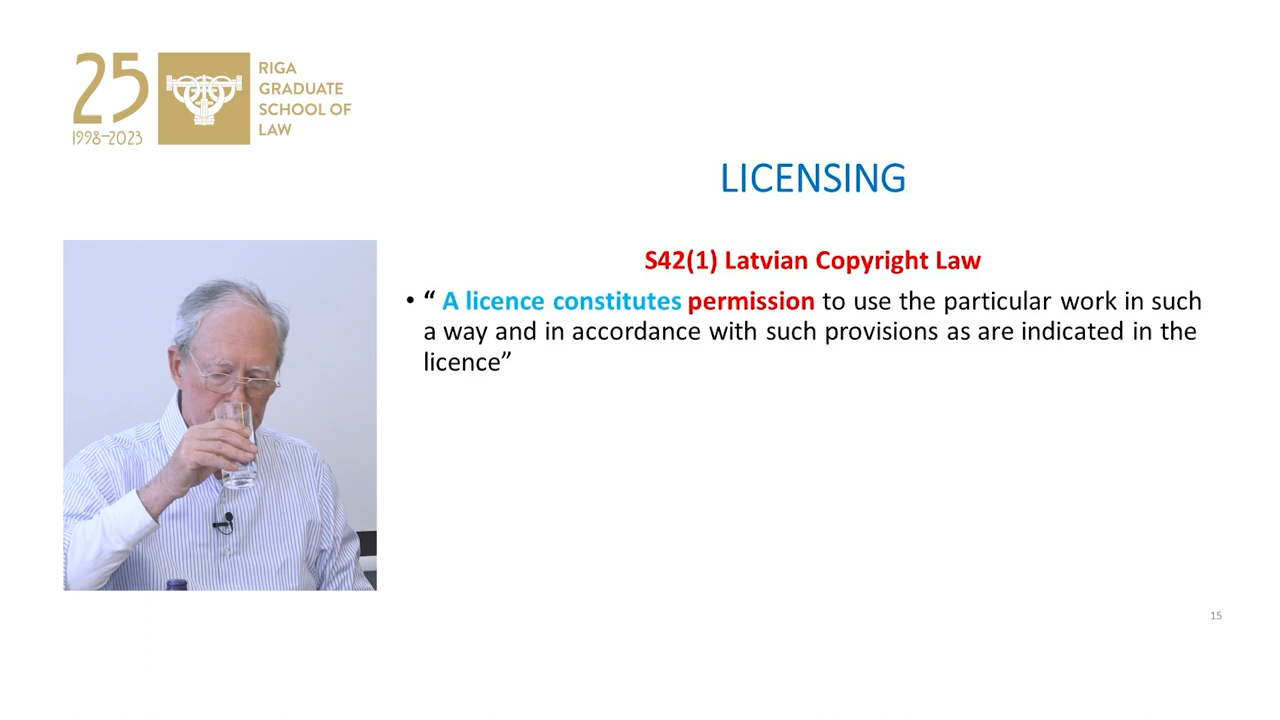 25
1998–2023
RIGA
GRADUATE
SCHOOL OF
LAW
LICENSING
S42(1) Latvian Copyright Law
• “ A licence constitutes permission to use the particular work in such
a way and in accordance with such provisions as are indicated in the
licence”
15